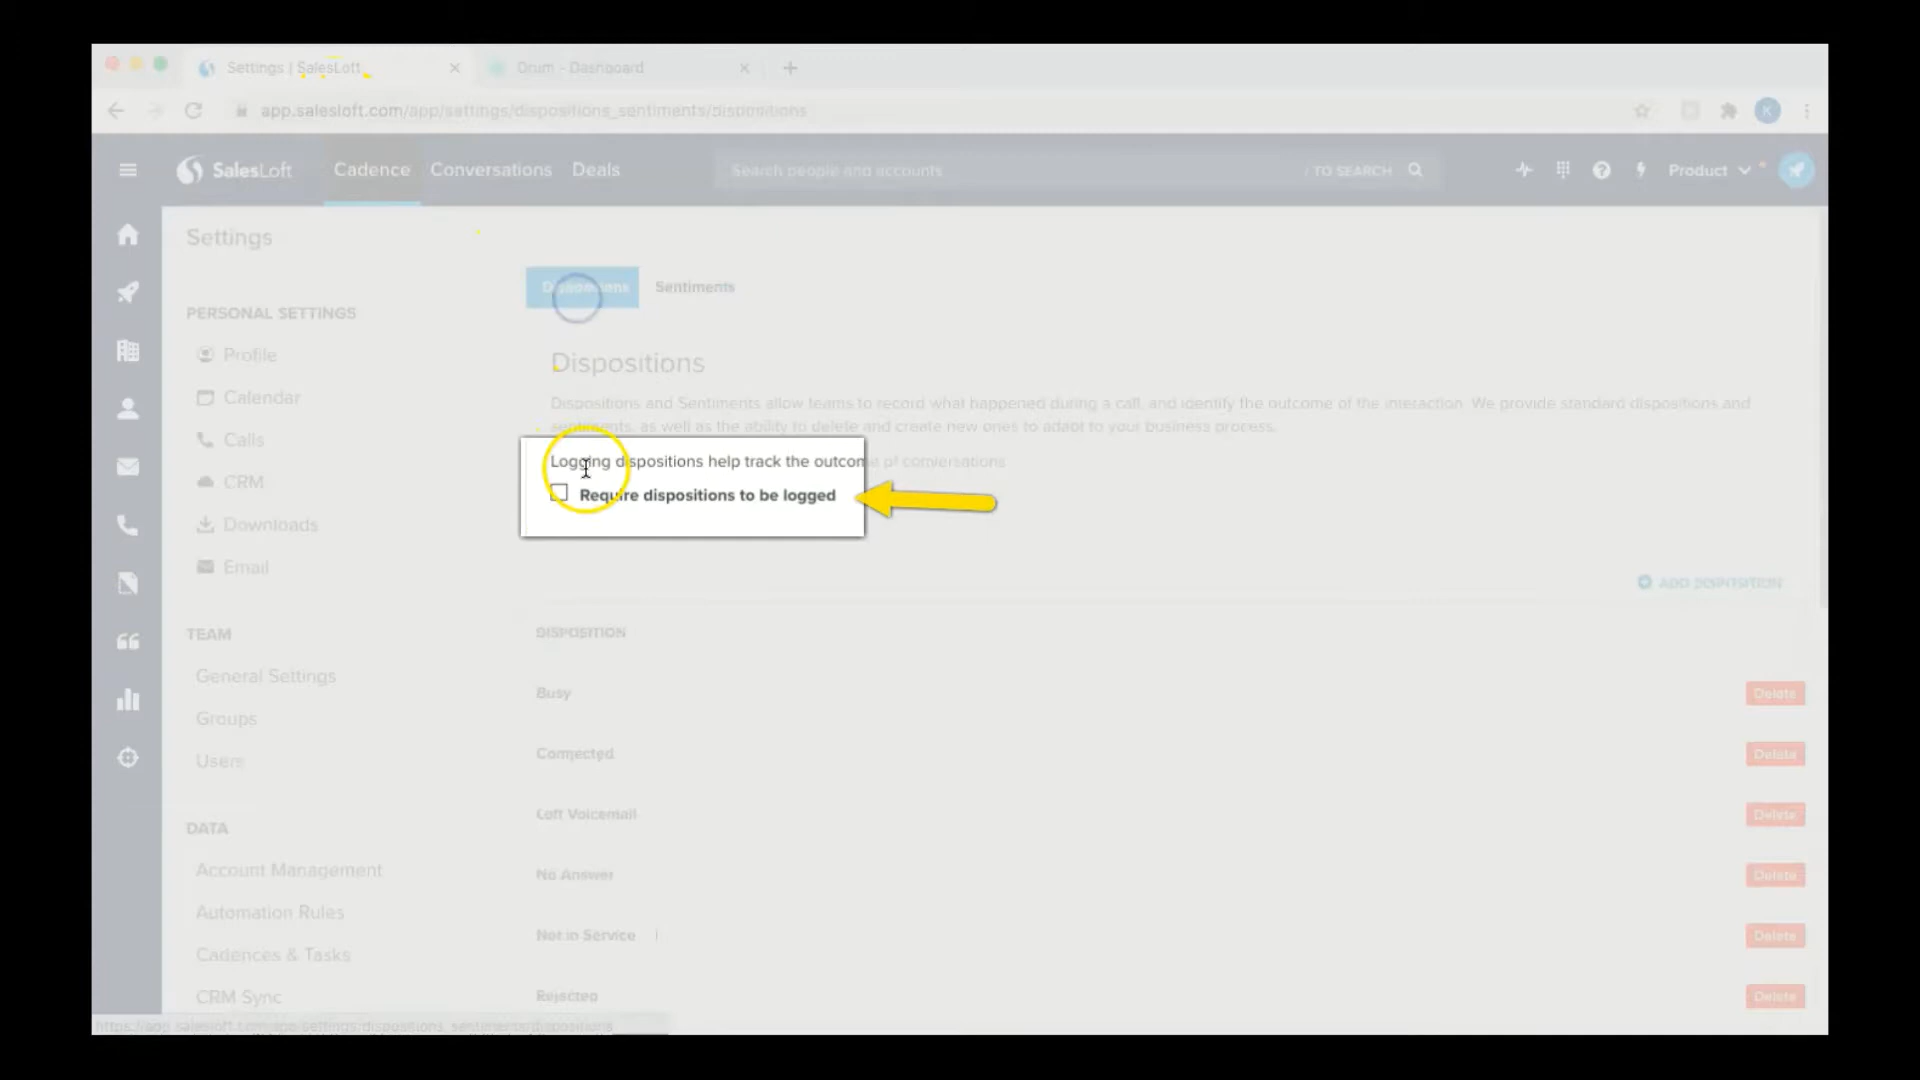 Settings | SalesLoft
Drum - Dashboard
app.salesloft.com/app/settings/dispositions_sentiments/dispositions
K
SalesLoft
Cadence
Conversations
Deals
Search people and accounts
/ TO SEARCH
Product
Settings
Dispositions
Sentiments
PERSONAL SETTINGS
Profile
Calendar
Calls
CRM
Downloads
Email
TEAM
General Settings
Groups
Users
DATA
Account Management
Automation Rules
Cadences & Tasks
CRM Sync
Dispositions
Dispositions and Sentiments allow teams to record what happened during a call, and identify the outcome of the interaction. We provide standard dispositions and
sentiments, as well as the ability to delete and create new ones to adapt to your business process.
Logging dispositions help track the outcome of conversations
Require dispositions to be logged
ADD DISPOSITION
DISPOSITION
Busy
Delete
Connected
Delete
Left Voicemail
Delete
No Answer
Delete
Not in Service
Delete
Rejected
Delete
https://app.salesloft.com/app/settings/dispositions_sentiments/dispositions